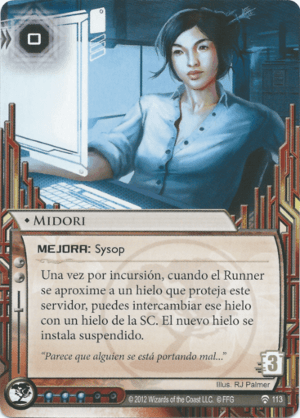 0
◆ MIDORI
MEJORA: Sysop
Una vez por incursión, cuando el Runner
se aproxime a un hielo que proteja este
servidor, puedes intercambiar ese hielo
con un hielo de la SC. El nuevo hielo se
instala suspendido.
"Parece que alguien se está portando mal..."
3
Ilus. RJ Palmer
© 2012 Wizards of the Coast LLC. © FFG 113